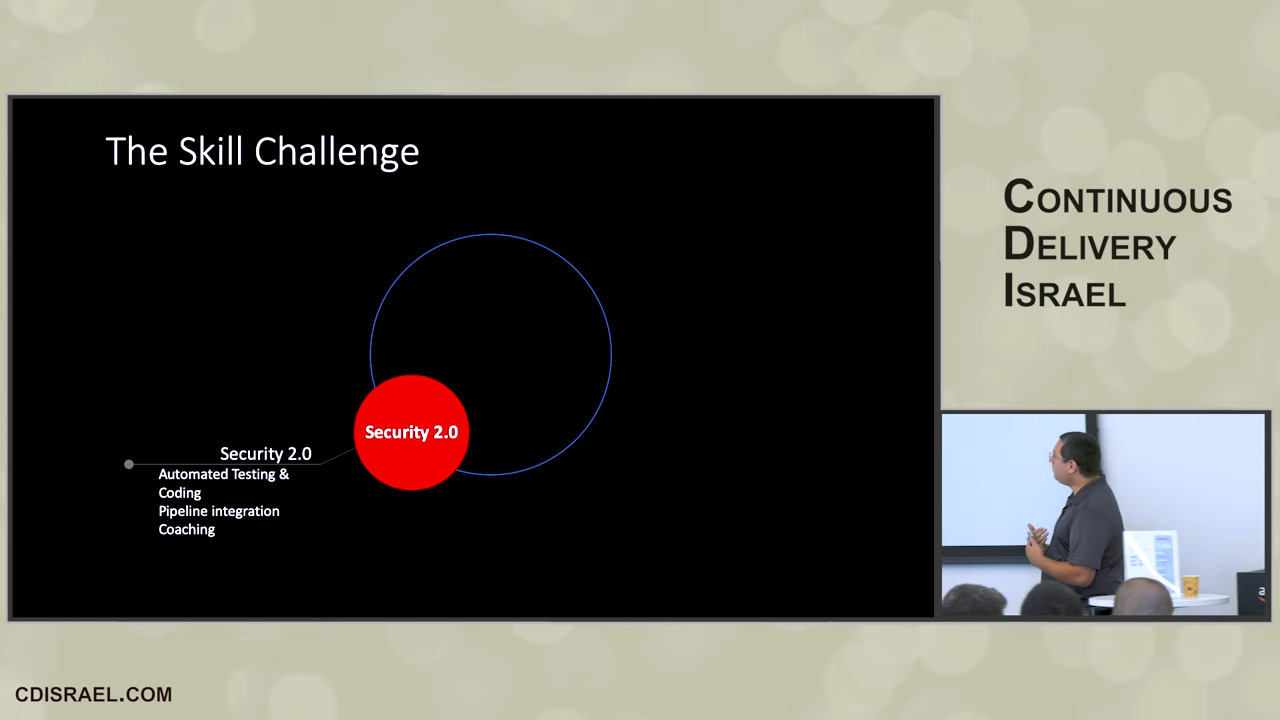 The Skill Challenge
Security 2.0
Security 2.0
Automated Testing &
Coding
Pipeline integration
Coaching
CONTINUOUS
DELIVERY
ISRAEL
CDISRAEL.COM